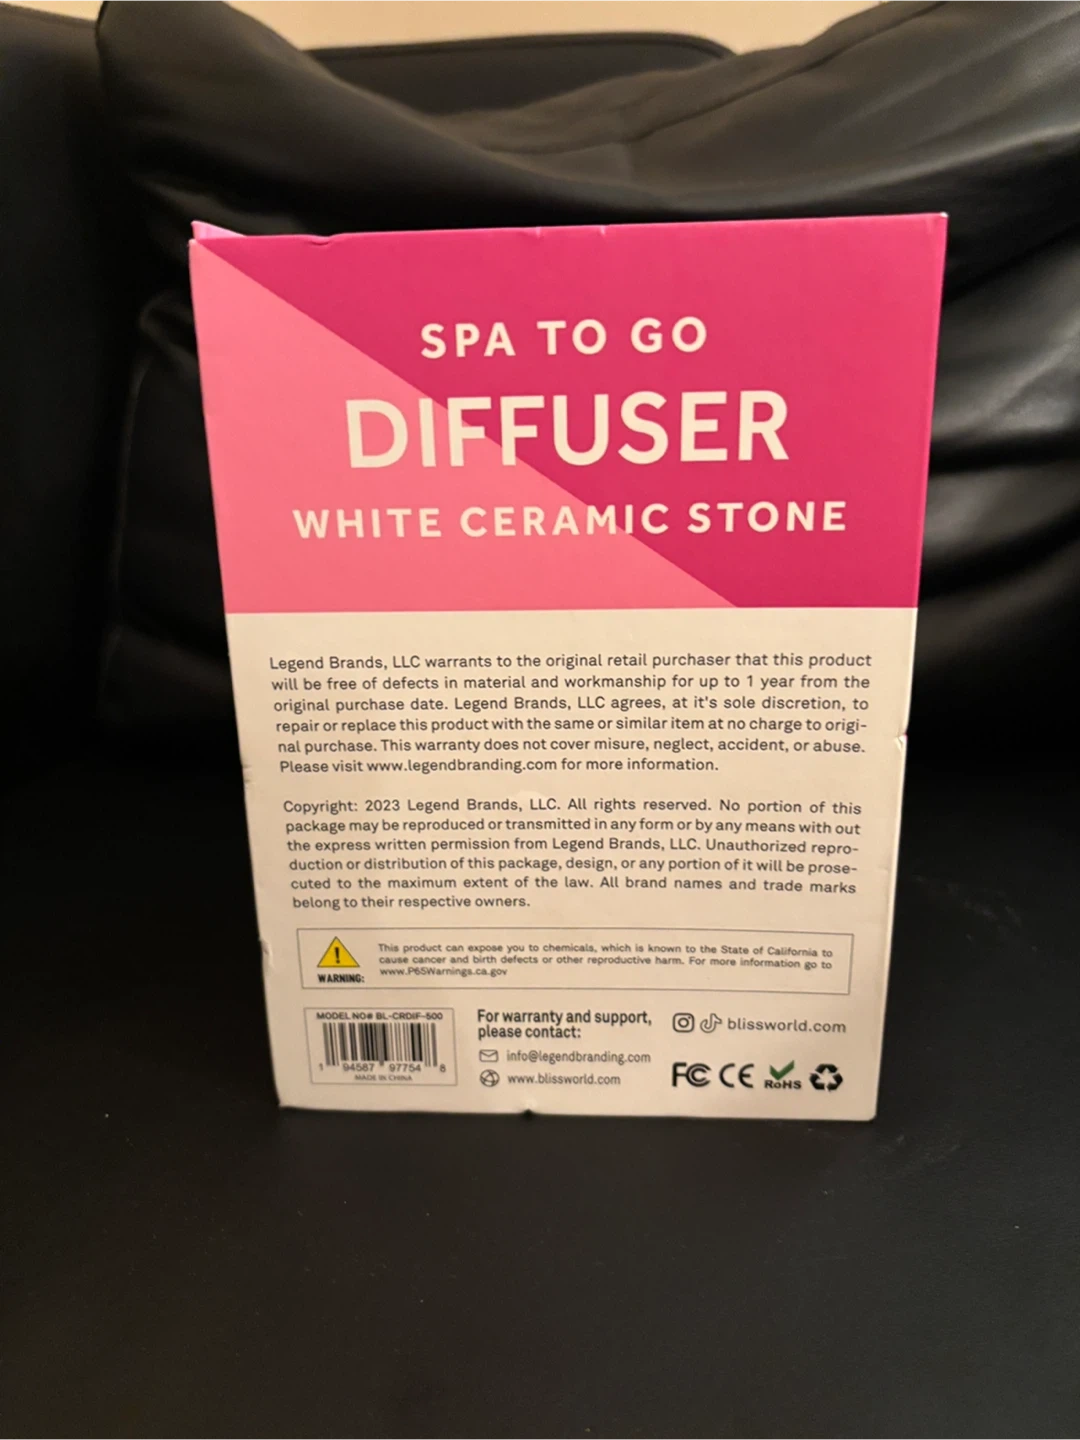 SPA TO GO
DIFFUSER
WHITE CERAMIC STONE
Legend Brands, LLC warrants to the original retail purchaser that this product
will be free of defects in material and workmanship for up to 1 year from the
original purchase date. Legend Brands, LLC agrees, at it's sole discretion, to
repair or replace this product with the same or similar item at no charge to origi-
nal purchase. This warranty does not cover misure, neglect, accident, or abuse.
Please visit www.legendbranding.com for more information.
Copyright: 2023 Legend Brands, LLC. All rights reserved. No portion of this
package may be reproduced or transmitted in any form or by any means with out
the express written permission from Legend Brands, LLC. Unauthorized repro-
duction or distribution of this package, design, or any portion of it will be prose-
cuted to the maximum extent of the law. All brand names and trade marks
belong to their respective owners.
WARNING:
This product can expose you to chemicals, which is known to the State of California to
cause cancer and birth defects or other reproductive harm. For more information go to
www.P65Warnings.ca.gov
MODEL NO# BL-CRDIF-500
1 94587 97754 8
MADE IN CHINA
For warranty and support,
please contact:
info@legendbranding.com
www.blissworld.com
blissworld.com
FC CE RoHS